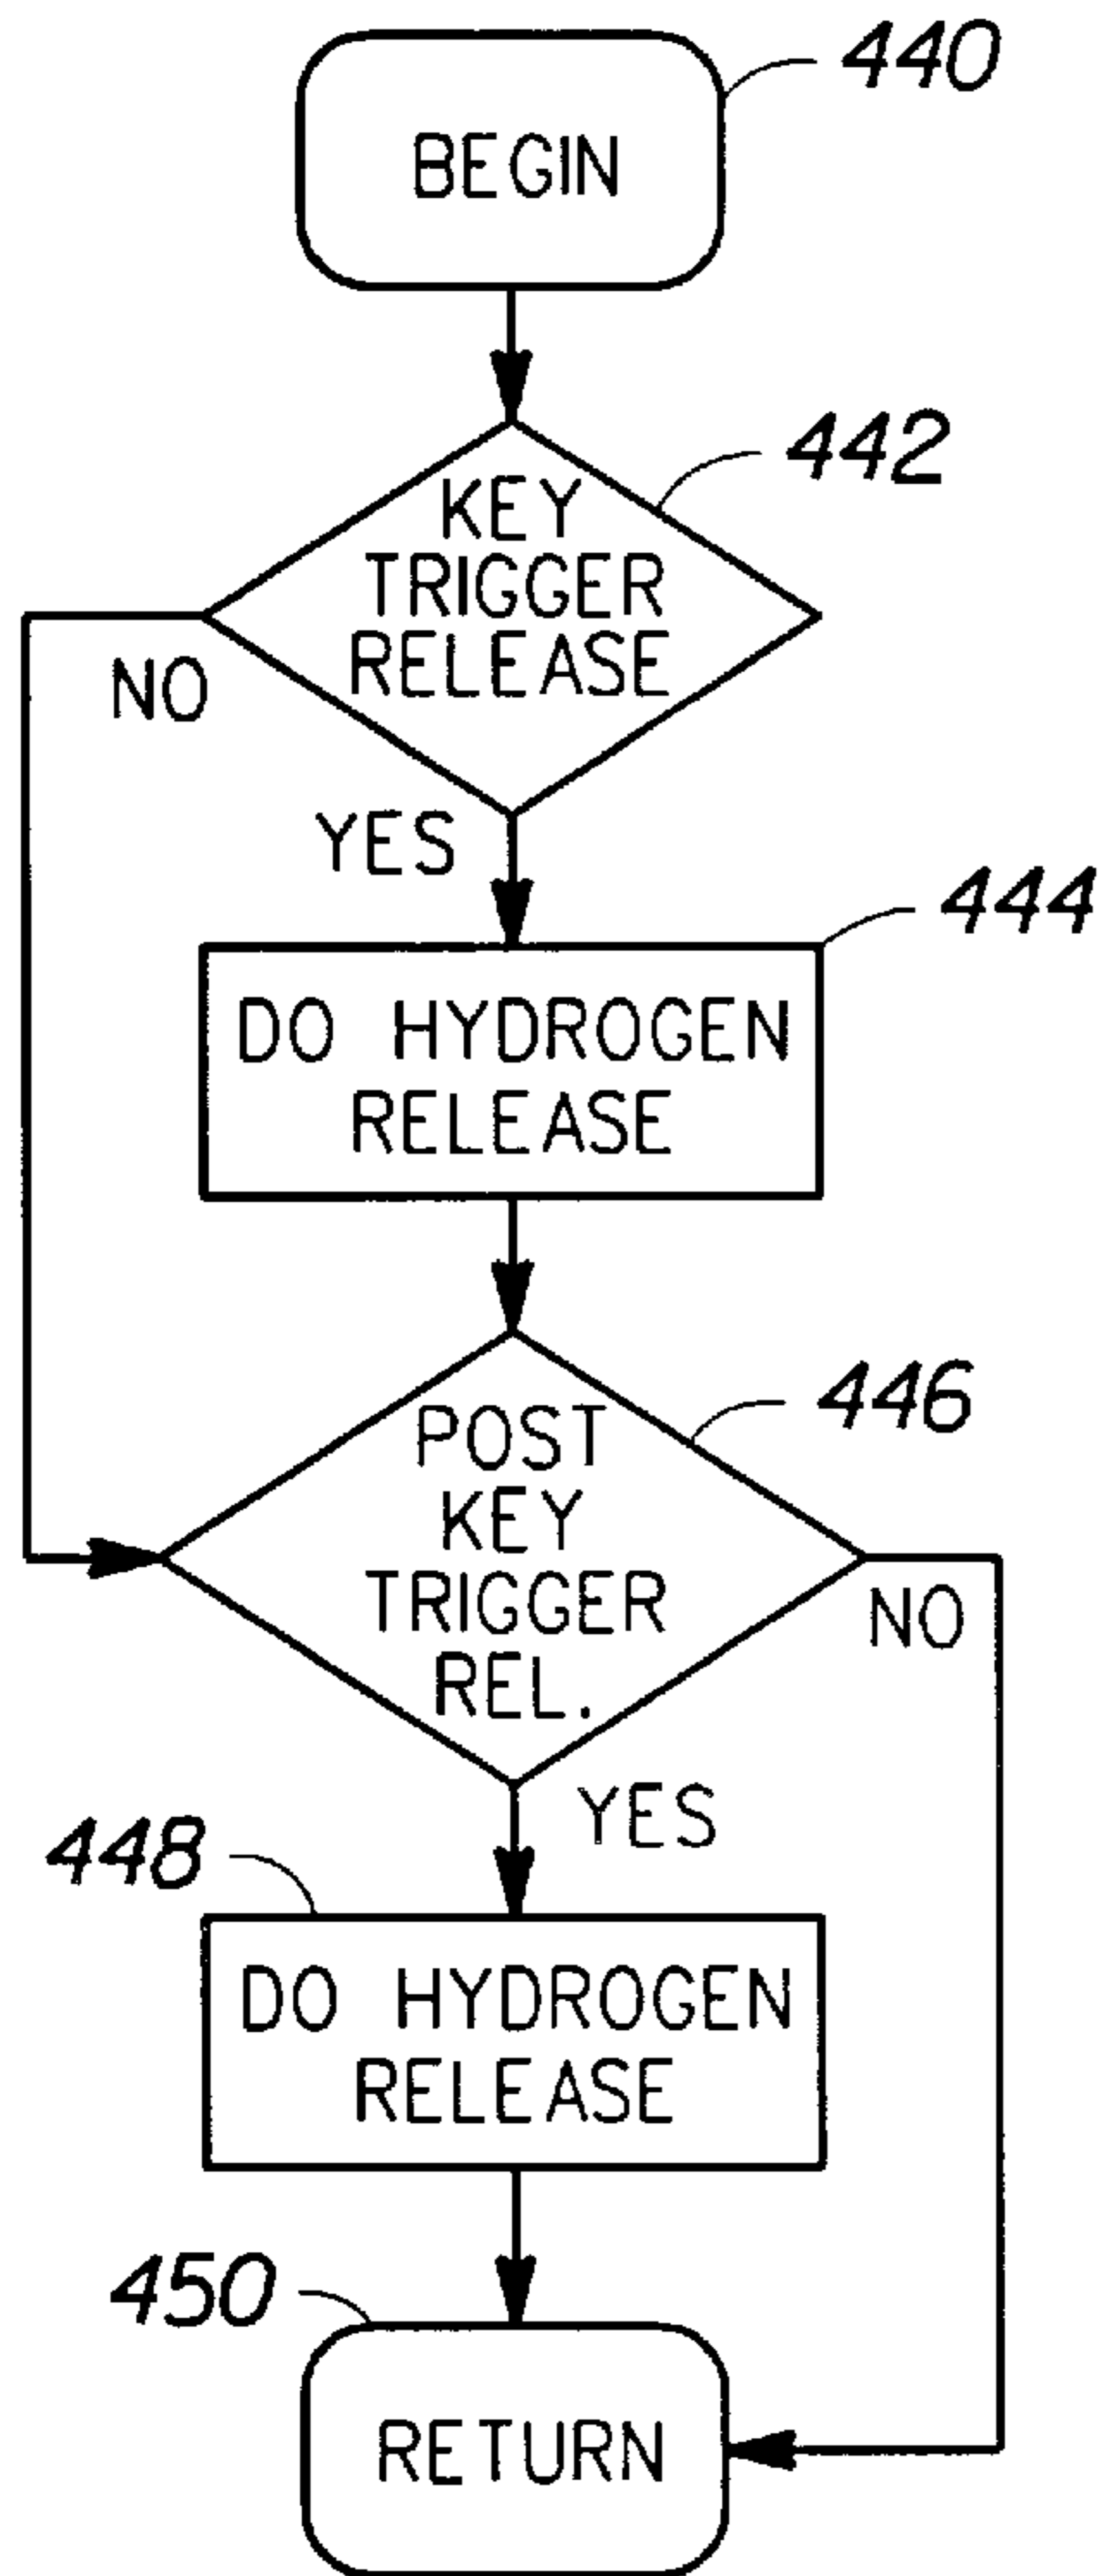 440
BEGIN
442
KEY
TRIGGER
RELEASE
NO
YES
444
DO HYDROGEN
RELEASE
446
POST
KEY
TRIGGER
REL.
NO
YES
448
DO HYDROGEN
RELEASE
450
RETURN